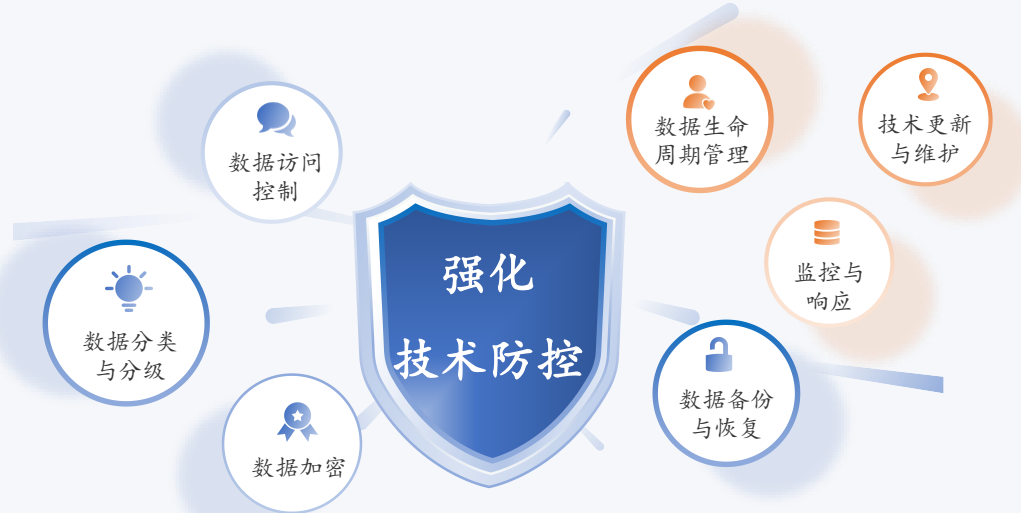 强化
技术防控
数据访问
控制
数据分类
与分级
数据加密
数据生命
周期管理
技术更新
与维护
监控与
响应
数据备份
与恢复